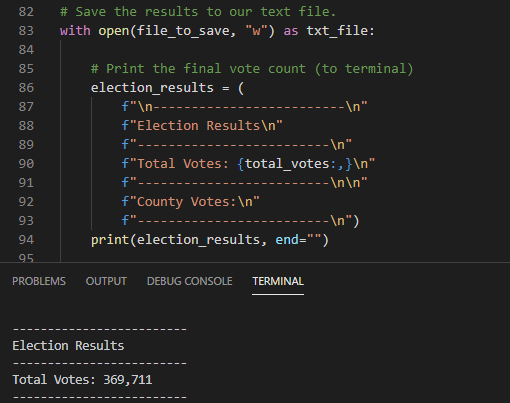 82 # Save the results to our text file.
83 with open(file_to_save, "w") as txt_file:
84
85 # Print the final vote count (to terminal)
86 election_results = (
87 f"\n-------------------------\n"
88 f"Election Results\n"
89 f"-------------------------\n"
90 f"Total Votes: {total_votes:,}\n"
91 f"-------------------------\n\n"
92 f"County Votes:\n"
93 f"-------------------------\n")
94 print(election_results, end="")
95
PROBLEMS OUTPUT DEBUG CONSOLE TERMINAL
-------------------------
Election Results
-------------------------
Total Votes: 369,711
-------------------------